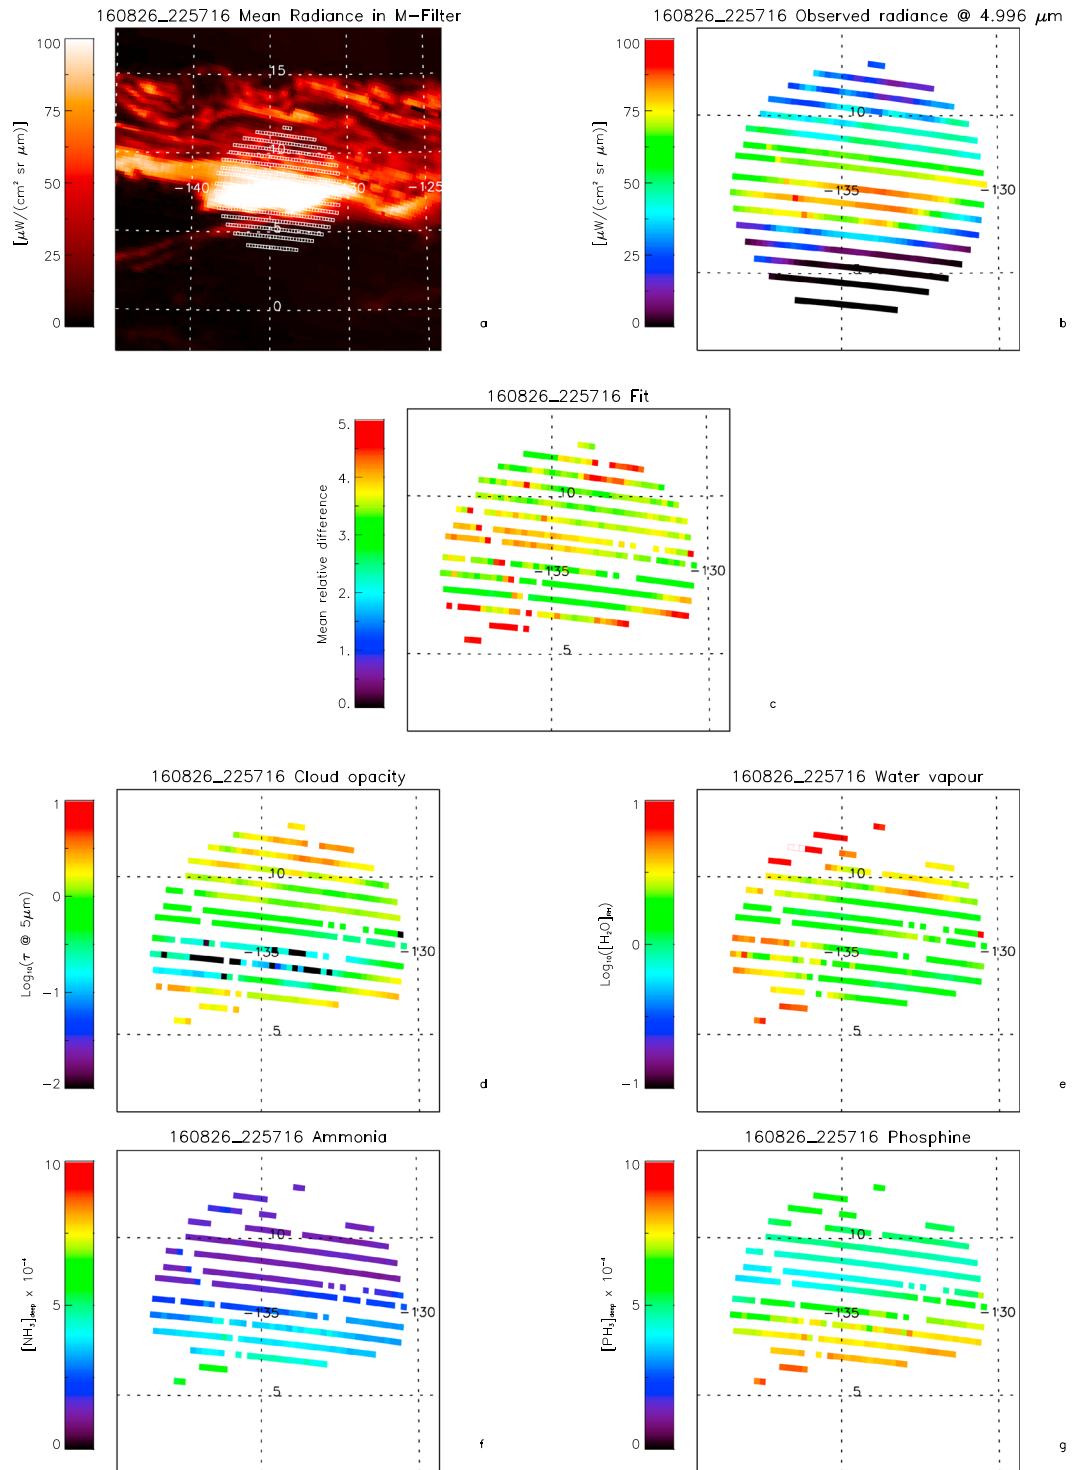 160826_225716 Mean Radiance in M-Filter
100
75
50
25
0
[μW/(cm² sr μm)]
15
10
-140
-130
-125
5
0
a
160826_225716 Observed radiance @ 4.996 μm
100
75
50
25
0
[μW/(cm² sr μm)]
10
-135
-130
5
b
160826_225716 Fit
5.
4.
3.
2.
1.
0.
Mean relative difference
10
-135
-130
5
c
160826_225716 Cloud opacity
1
0
-1
-2
Log₁₀(τ @ 5μm)
10
-135
-130
5
d
160826_225716 Water vapour
1
0
-1
Log₁₀([H₂O]RH)
10
-135
-130
5
e
160826_225716 Ammonia
10
5
0
[NH₃]deep x 10⁻⁴
10
-135
-130
5
f
160826_225716 Phosphine
10
5
0
[PH₃]deep x 10⁻⁴
10
-135
-130
5
g